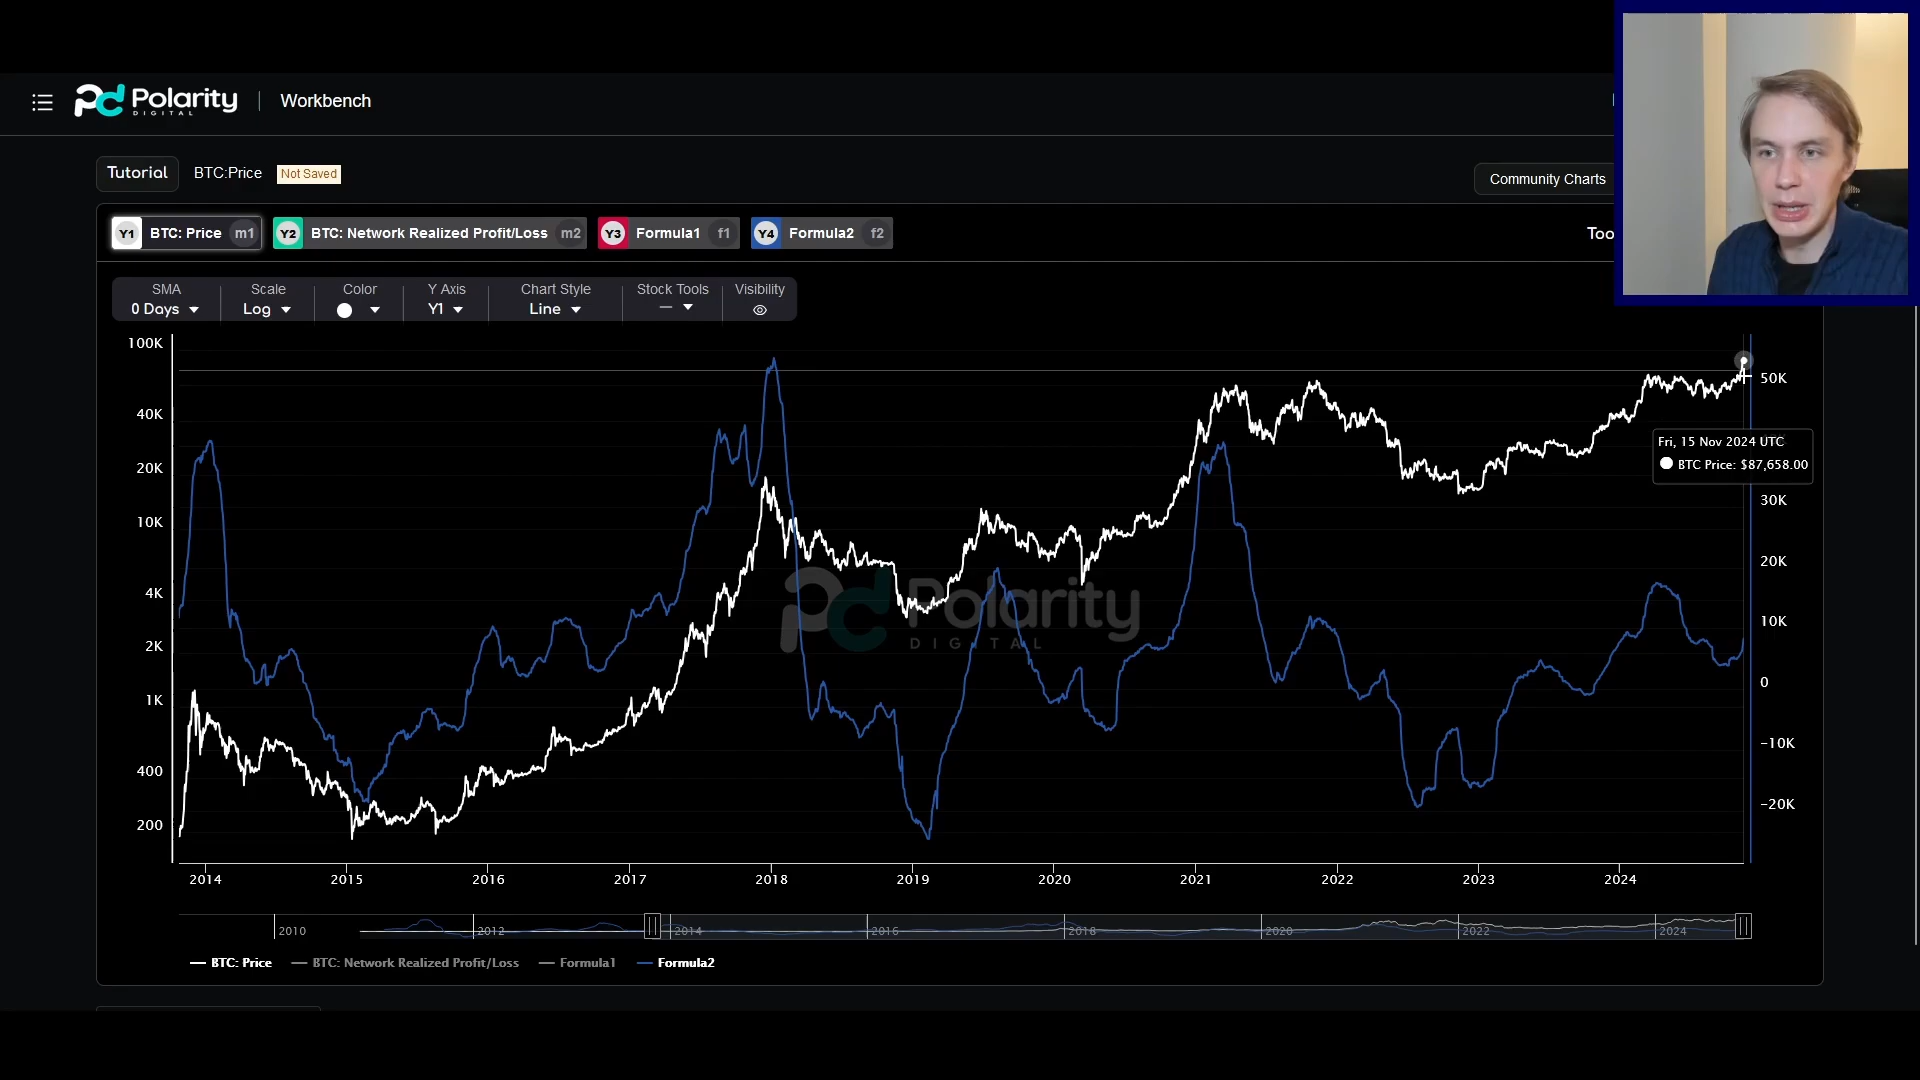 Polarity
DIGITAL
Workbench
Tutorial
BTC:Price
Not Saved
Community Charts
Y1 BTC: Price m1
Y2 BTC: Network Realized Profit/Loss m2
Y3 Formula1 f1
Y4 Formula2 f2
Too
SMA
0 Days
Scale
Log
Color
Y Axis
Y1
Chart Style
Line
Stock Tools
Visibility
100K
40K
20K
10K
4K
2K
1K
400
200
50K
30K
20K
10K
0
-10K
-20K
Fri, 15 Nov 2024 UTC
BTC Price: $87,658.00
Polarity
DIGITAL
2014 2015 2016 2017 2018 2019 2020 2021 2022 2023 2024
2010 2012 2014 2016 2018 2020 2022 2024
BTC: Price BTC: Network Realized Profit/Loss Formula1 Formula2